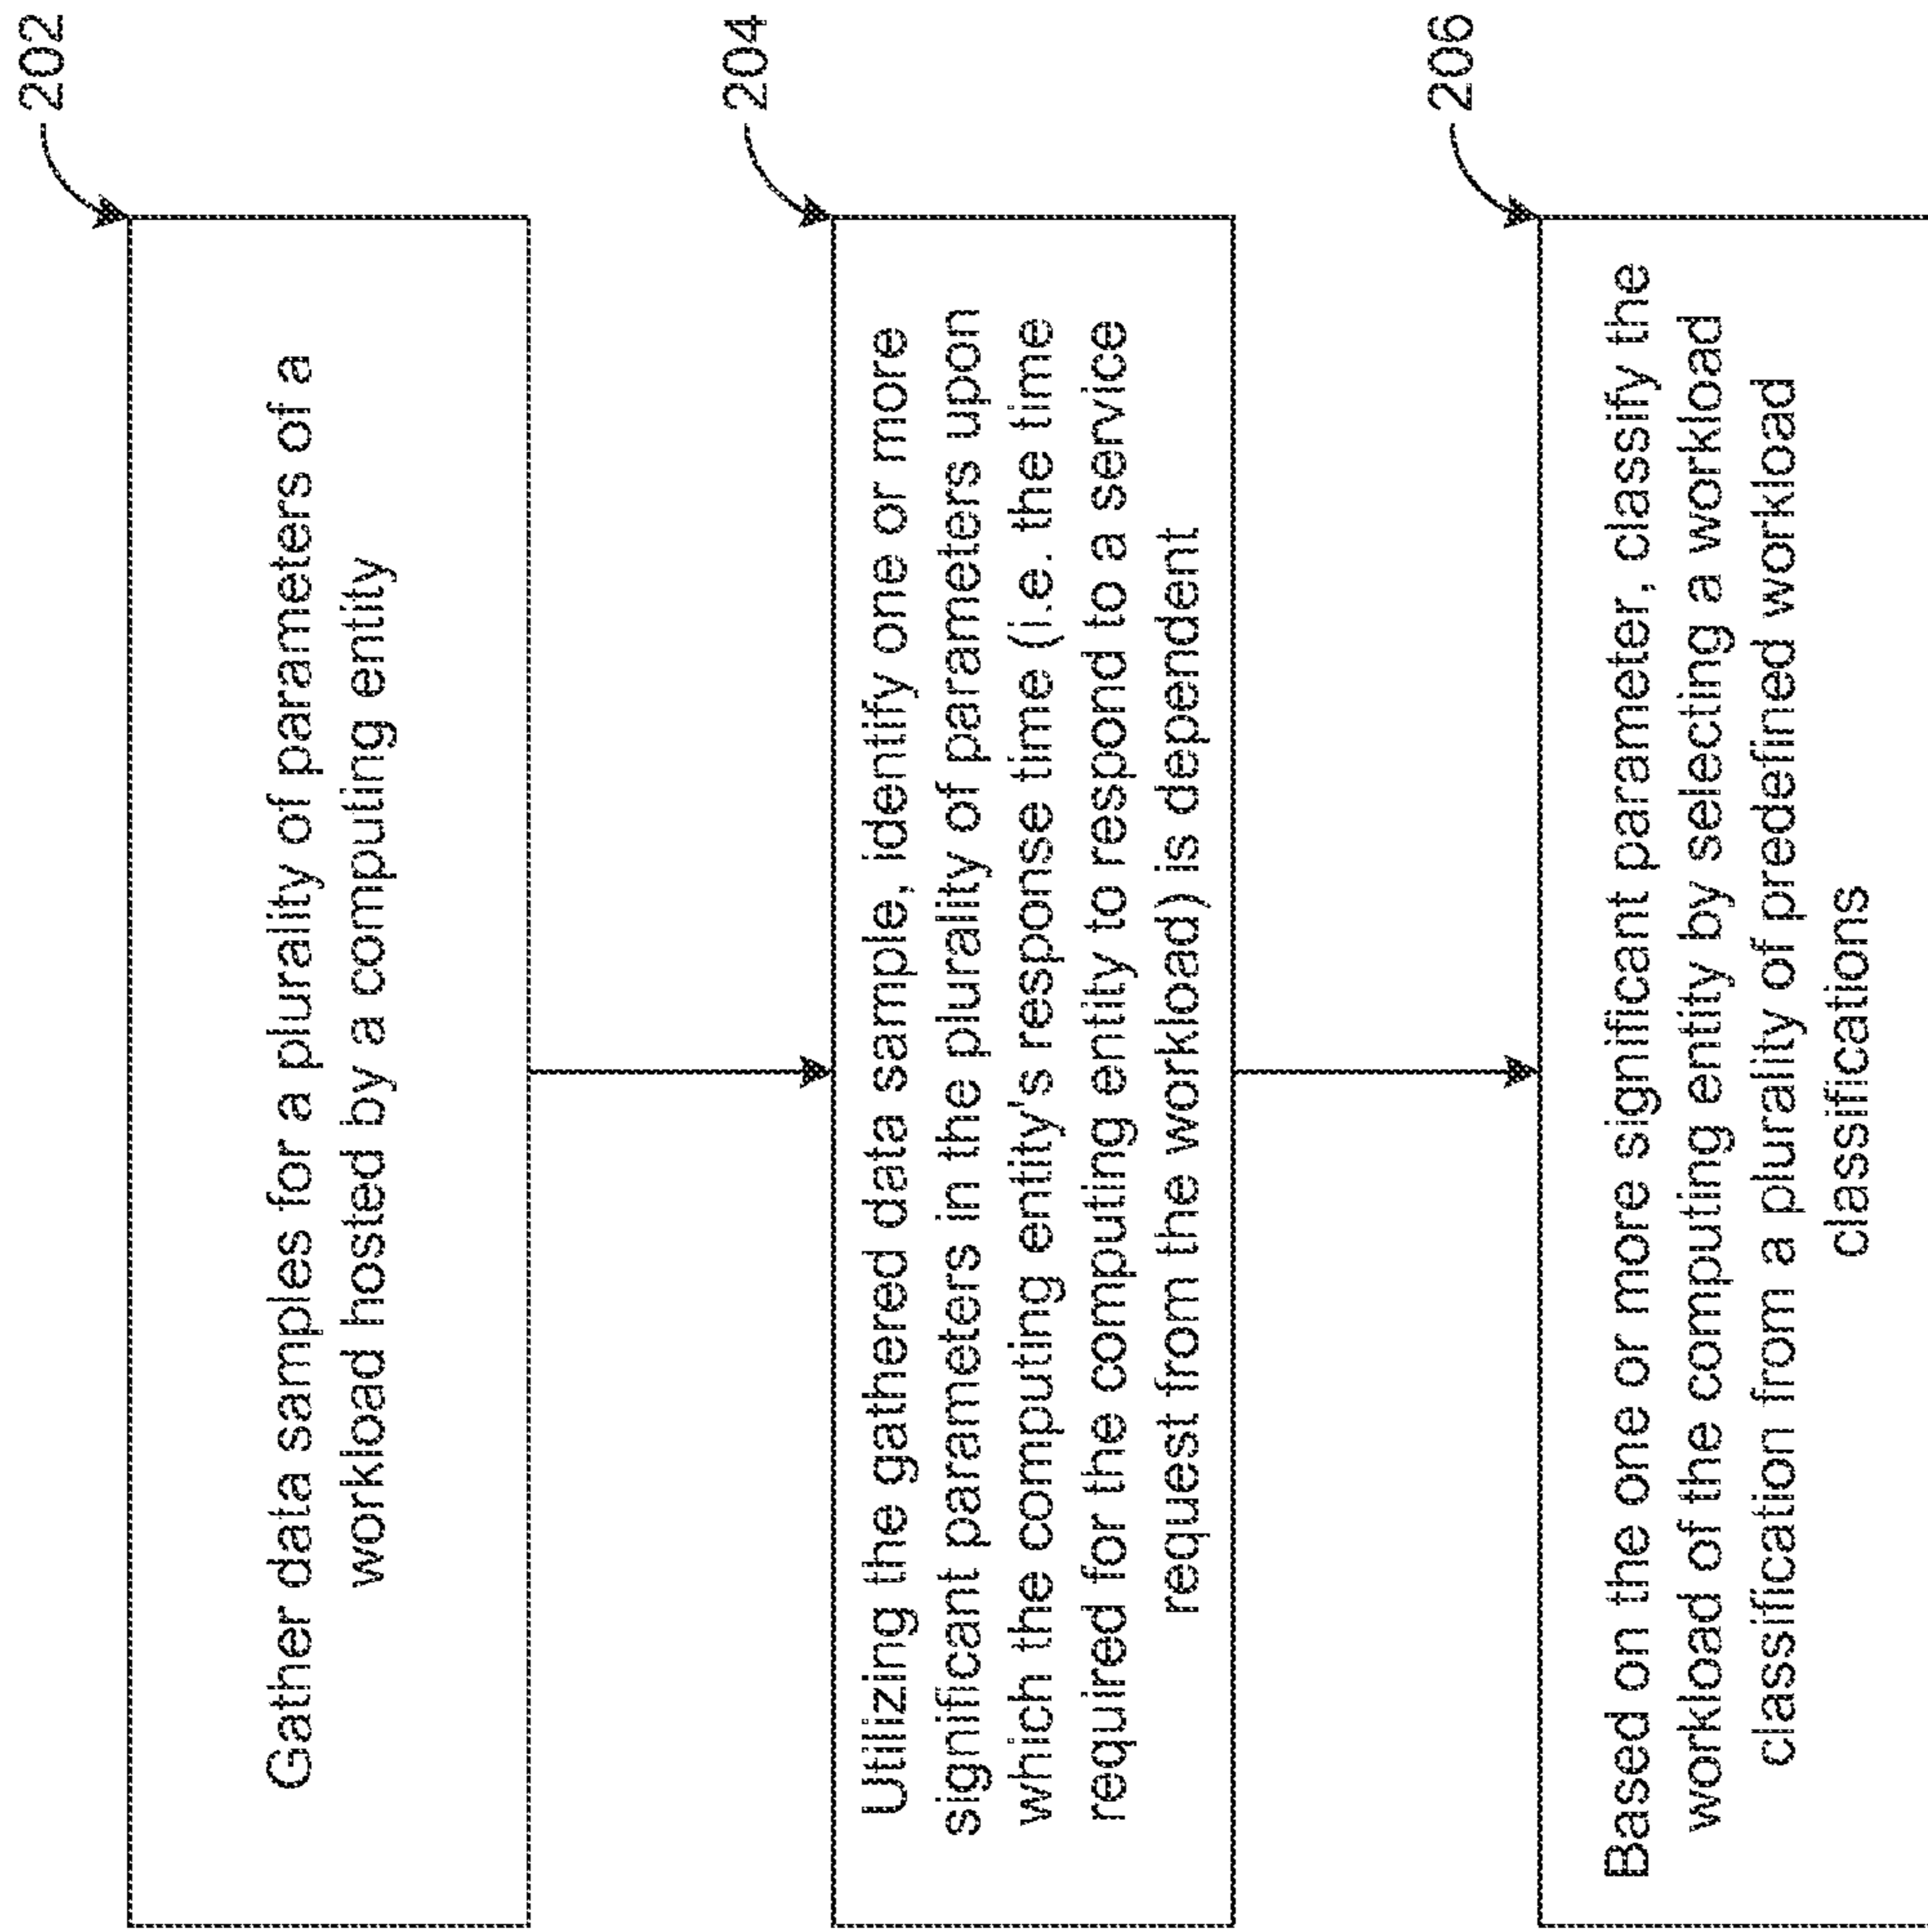 202
Gather data samples for a plurality of parameters of a
workload hosted by a computing entity
204
Utilizing the gathered data sample, identify one or more
significant parameters in the plurality of parameters upon
which the computing entity's response time (i.e. the time
required for the computing entity to respond to a service
request from the workload) is dependent
206
Based on the one or more significant parameter, classify the
workload of the computing entity by selecting a workload
classification from a plurality of predefined workload
classifications